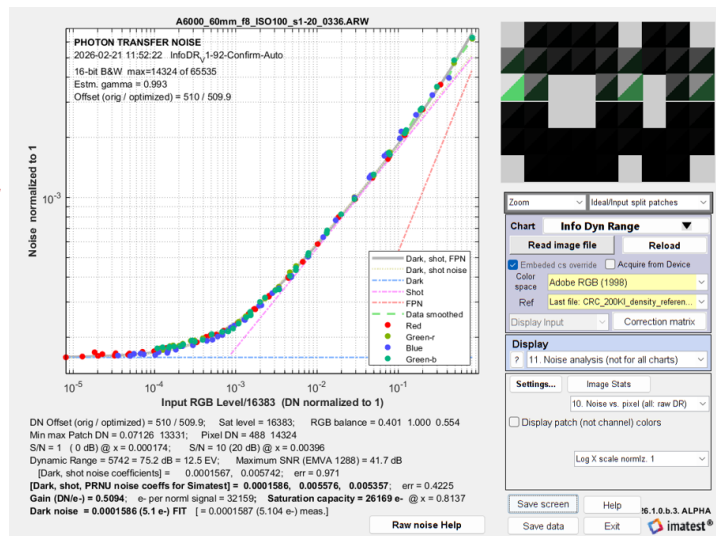 A6000_60mm_f8_ISO100_s1-20_0336.ARW
PHOTON TRANSFER NOISE
2026-02-21 11:52:22 InfoDRV1-92-Confirm-Auto
16-bit B&W max=14324 of 65535
Estm. gamma = 0.993
Offset (orig / optimized) = 510 / 509.9
Noise normalized to 1
10-3
Dark, shot, FPN
Dark, shot noise
Dark
Shot
FPN
Data smoothed
Red
Green-r
Blue
Green-b
10-5 10-4 10-3 10-2 10-1
Input RGB Level/16383 (DN normalized to 1)
DN Offset (orig / optimized) = 510 / 509.9; Sat level = 16383; RGB balance = 0.401 1.000 0.554
Min max Patch DN = 0.07126 13331; Pixel DN = 488 14324
S/N = 1 ( 0 dB) @ x = 0.000174; S/N = 10 (20 dB) @ x = 0.00396
Dynamic Range = 5742 = 75.2 dB = 12.5 EV; Maximum SNR (EMVA 1288) = 41.7 dB
[Dark, shot noise coefficients] = 0.0001567, 0.005742; err = 0.971
[Dark, shot, PRNU noise coeffs for Simatest] = 0.0001586, 0.005576, 0.005357; err = 0.4225
Gain (DN/e-) = 0.5094; e- per norml signal = 32159; Saturation capacity = 26169 e- @ x = 0.8137
Dark noise = 0.0001586 (5.1 e-) FIT [ = 0.0001587 (5.104 e-) meas.]
Raw noise Help
Zoom
Ideal/Input split patches
Chart
Info Dyn Range
Read image file
Reload
Embeded cs override
Acquire from Device
Color space
Adobe RGB (1998)
Ref
Last file: CRC_200KI_density_referen...
Display Input
Correction matrix
Display
?
11. Noise analysis (not for all charts)
Settings...
Image Stats
10. Noise vs. pixel (all: raw DR)
Display patch (not channel) colors
Log X scale normlz. 1
Save screen
Help
26.1.0.b.3. ALPHA
Save data
Exit
imatest®